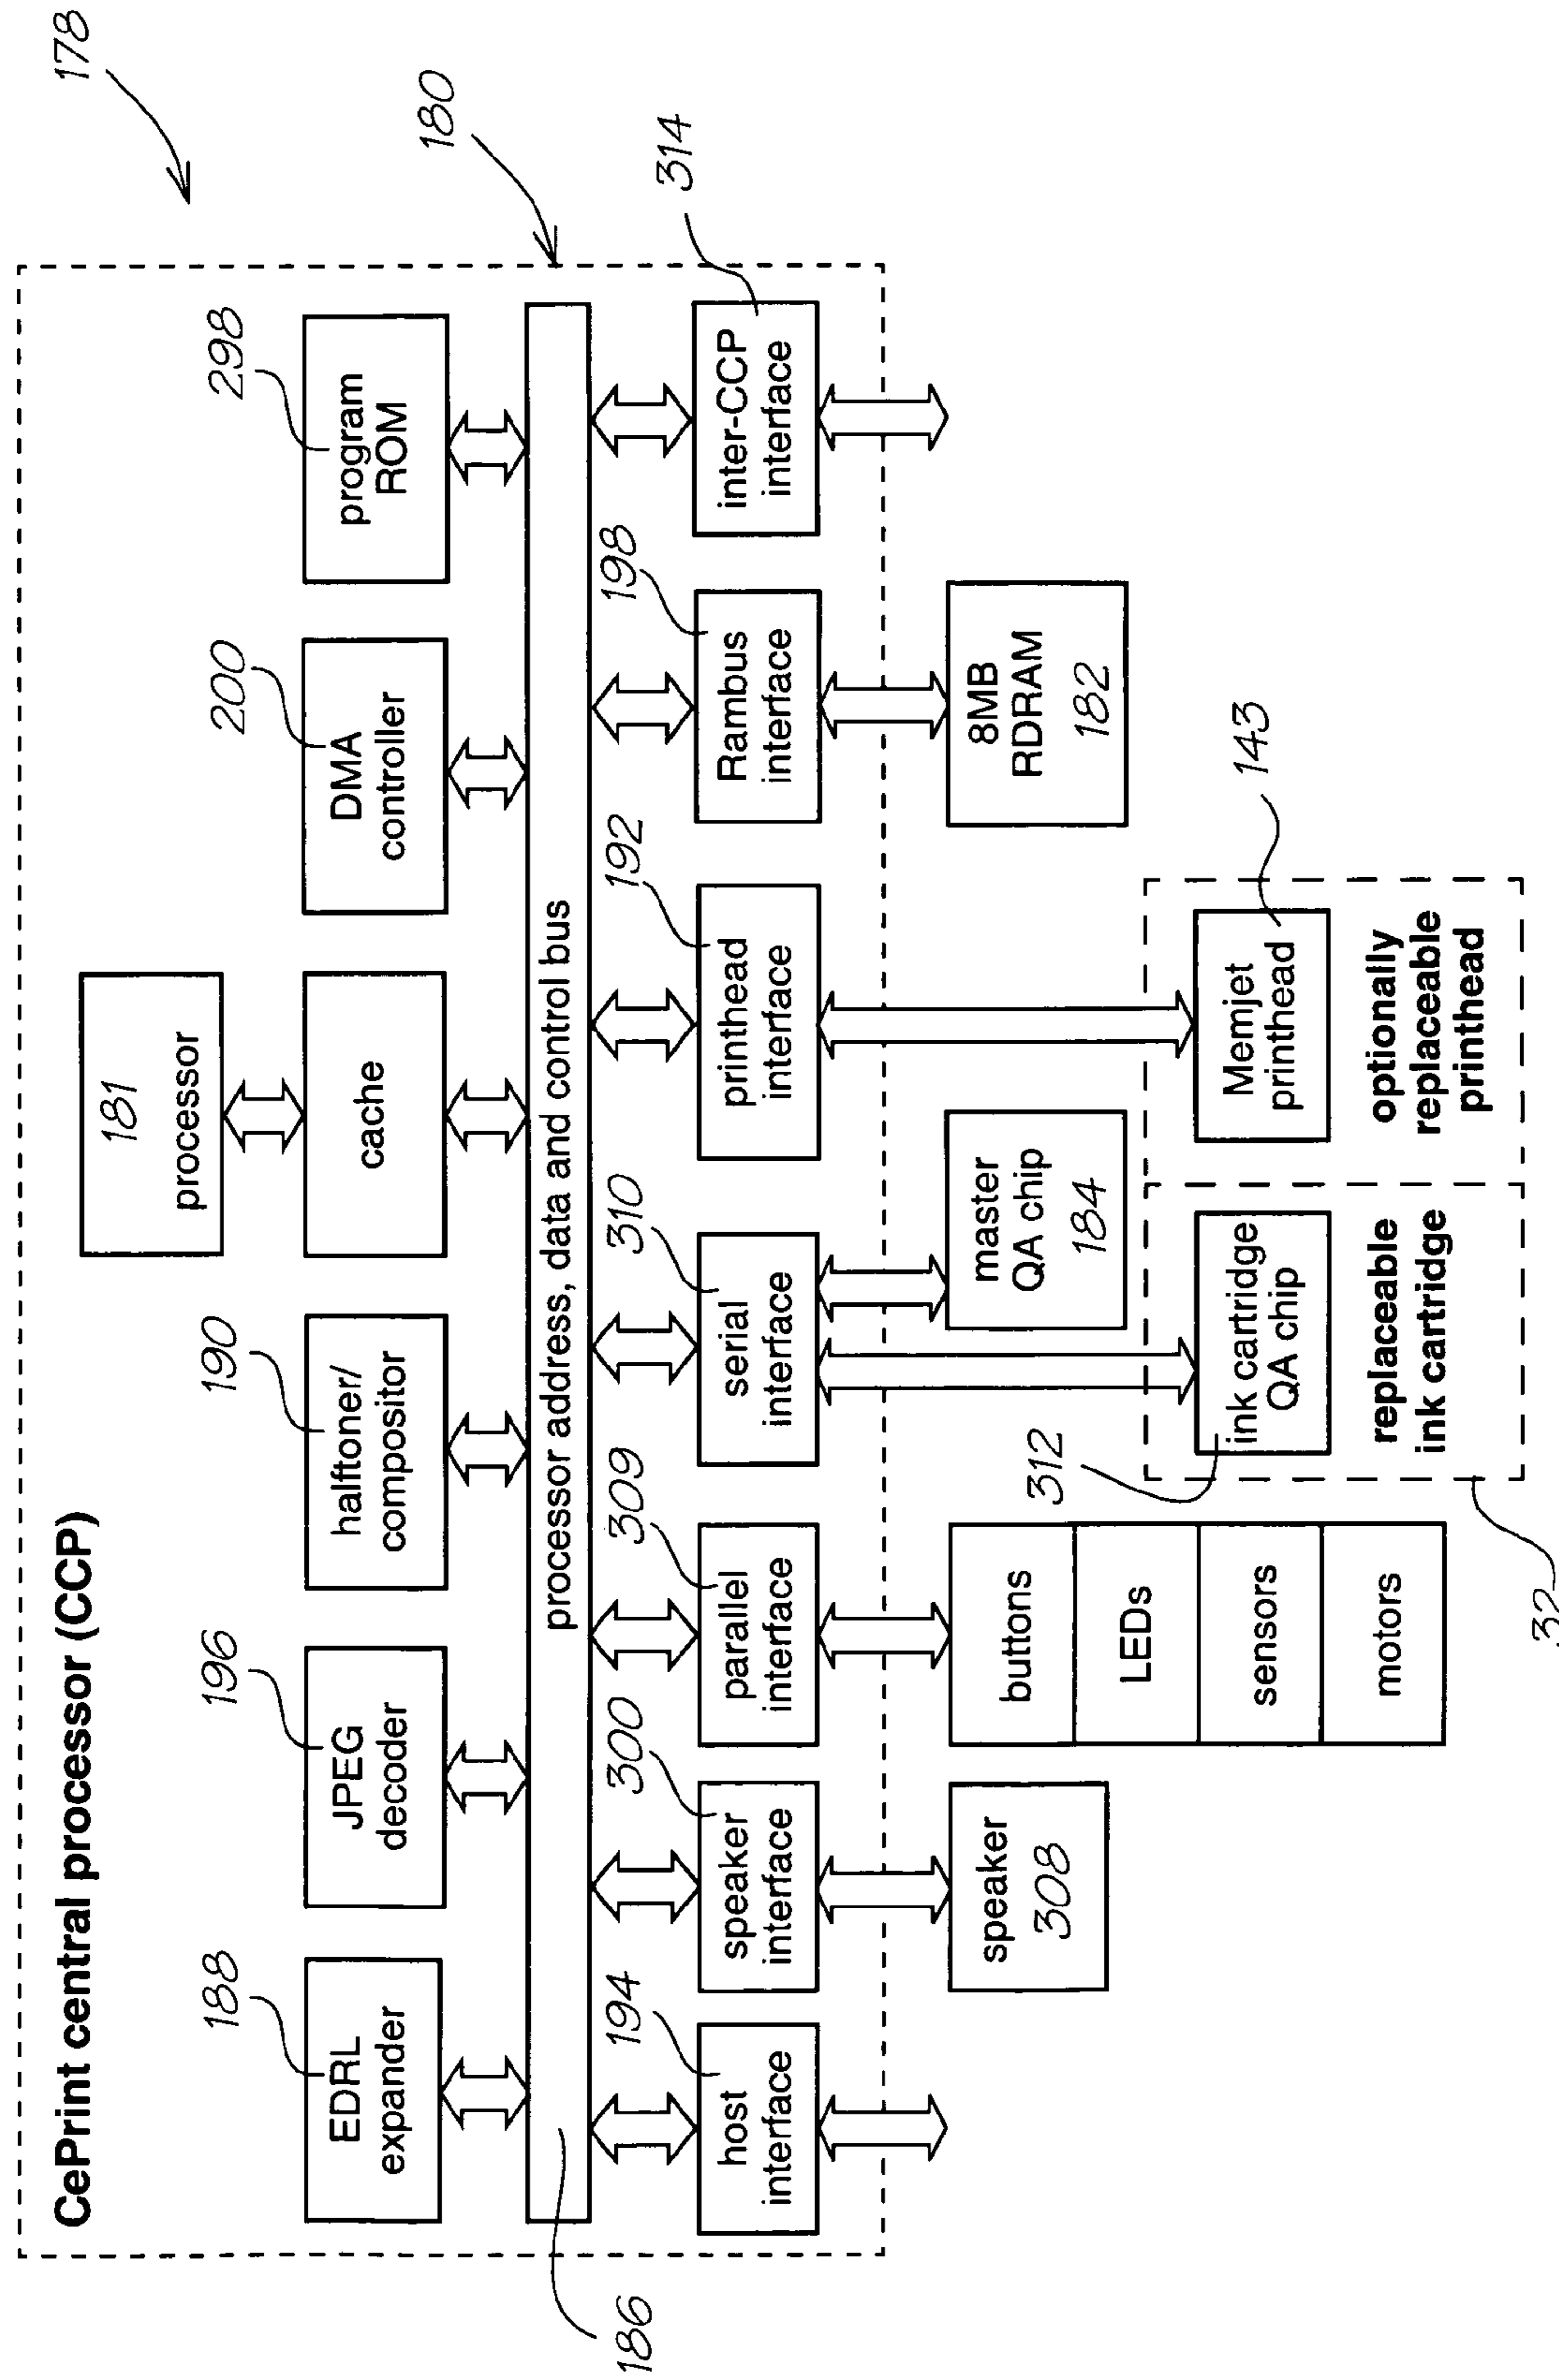 178
CePrint central processor (CCP)
181
processor
188
196
190
200
298
EDRL
expander
JPEG
decoder
halftoner/
compositor
cache
DMA
controller
program
ROM
180
processor address, data and control bus
186
194
300
309
310
192
198
314
host
interface
speaker
interface
parallel
interface
serial
interface
printhead
interface
Rambus
interface
inter-CCP
interface
speaker
308
buttons
LEDs
sensors
motors
master
QA chip
184
8MB
RDRAM
182
312
ink cartridge
QA chip
replaceable
ink cartridge
Memjet
printhead
143
optionally
replaceable
printhead
32